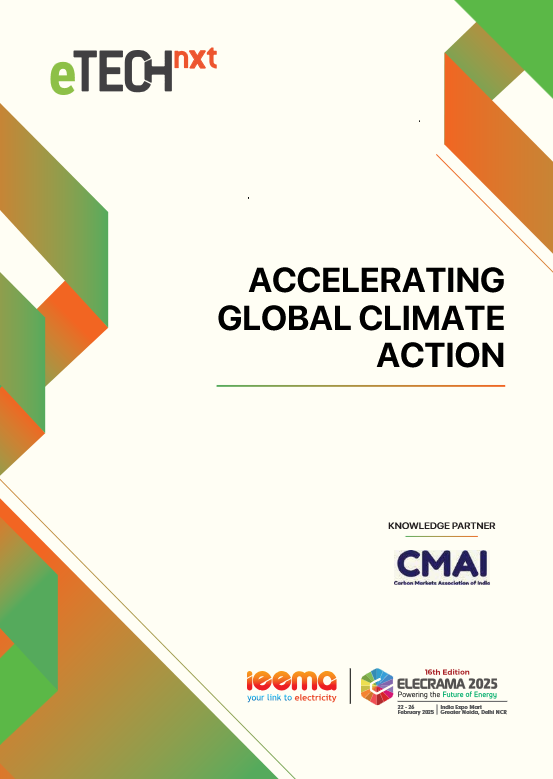 eTECHnxt
ACCELERATING
GLOBAL CLIMATE
ACTION
KNOWLEDGE PARTNER
CMAI
Carbon Markets Association of India
ieema
your link to electricity
16th Edition
ELECRAMA 2025
Powering the Future of Energy
22 - 26
February 2025
India Expo Mart
Greater Noida, Delhi NCR